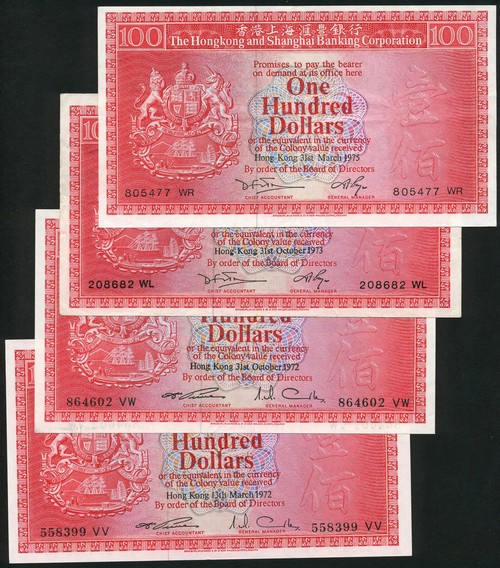 香港上海滙豐銀行
100 The Hongkong and Shanghai Banking Corporation 100
Promises to pay the bearer
on demand at its office here
One
Hundred
Dollars
or the equivalent in the currency
of the Colony value received
Hong Kong 31st March 1975
By order of the Board of Directors
壹
佰
805477 WR
805477 WR
CHIEF ACCOUNTANT
GENERAL MANAGER
10
or the equivalent in the currency
of the Colony value received
Hong Kong 31st October 1973
By order of the Board of Directors
佰
208682 WL
208682 WL
CHIEF ACCOUNTANT
GENERAL MANAGER
Hundred
Dollars
or the equivalent in the currency
of the Colony value received
Hong Kong 31st October 1972
By order of the Board of Directors
佰
864602 VW
864602 VW
CHIEF ACCOUNTANT
GENERAL MANAGER
Hundred
Dollars
or the equivalent in the currency
of the Colony value received
Hong Kong 13th March 1972
By order of the Board of Directors
佰
558399 VV
558399 VV
CHIEF ACCOUNTANT
GENERAL MANAGER